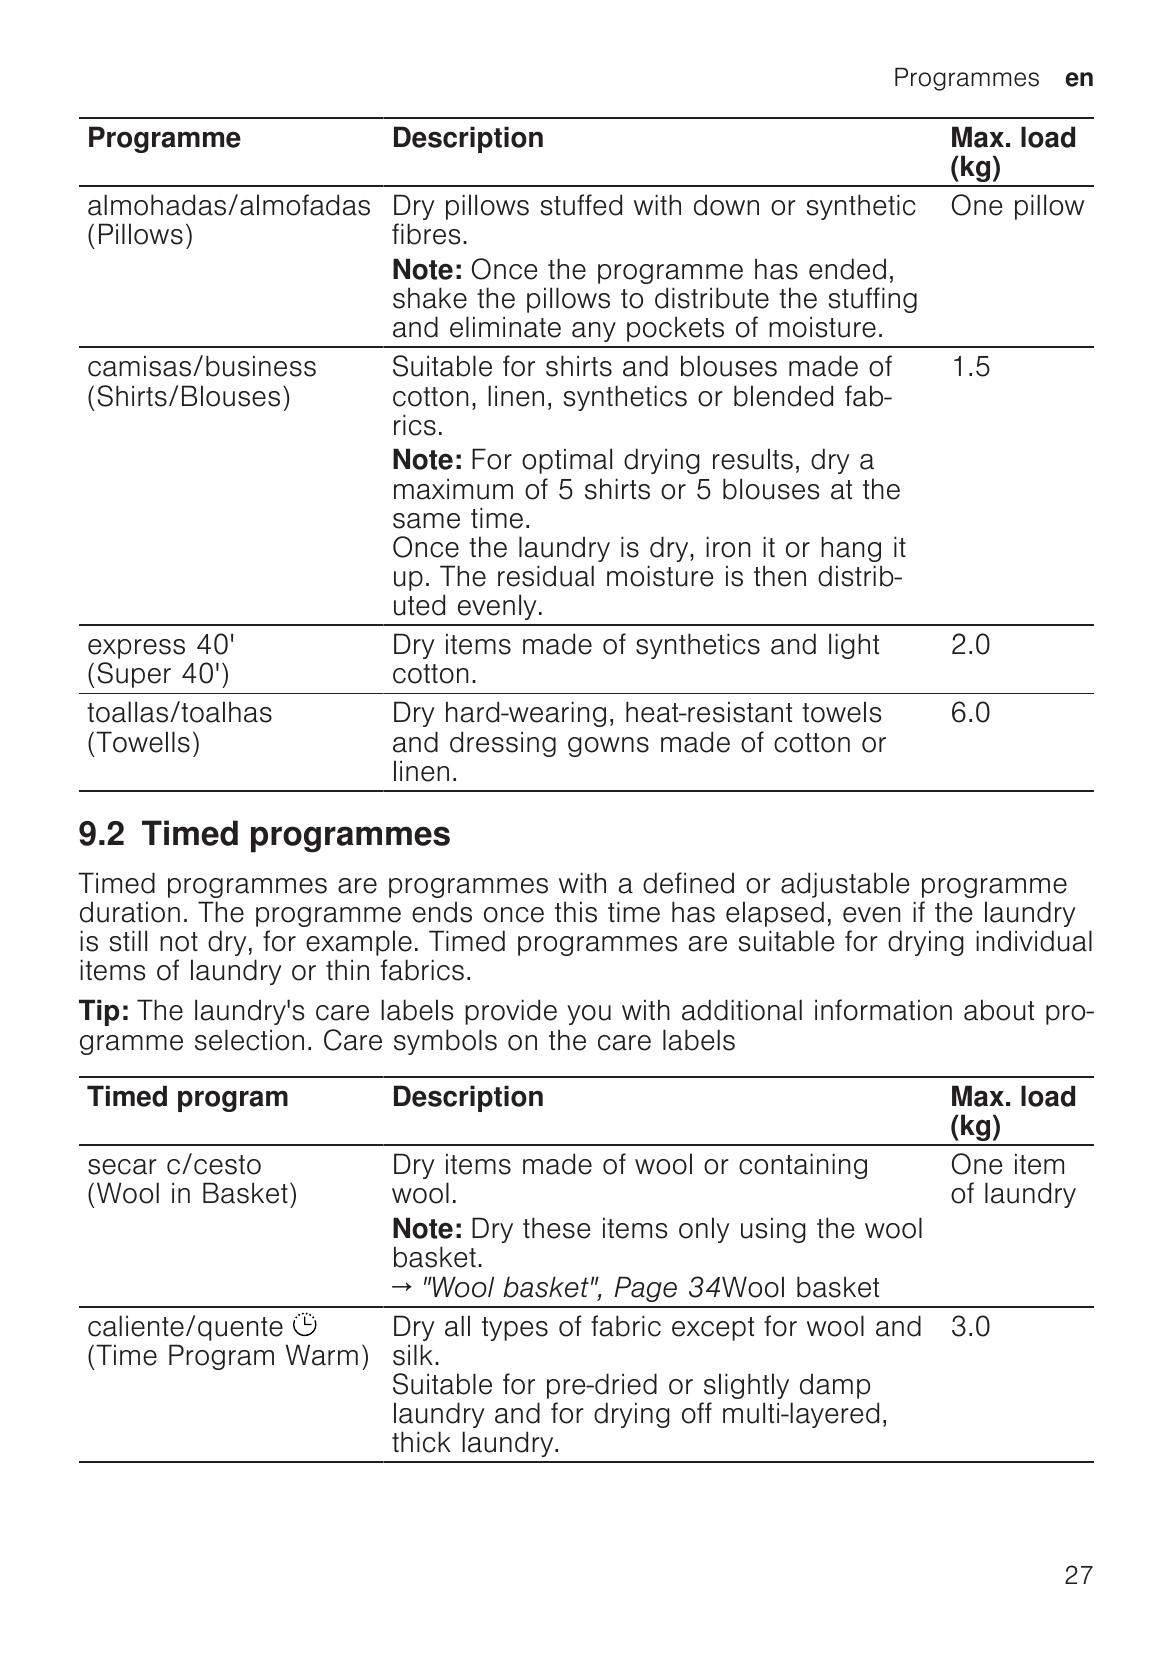 Programmes en
Programme Description Max. load
(kg)
almohadas/almofadas Dry pillows stuffed with down or synthetic One pillow
(Pillows) fibres.
Note: Once the programme has ended,
shake the pillows to distribute the stuffing
and eliminate any pockets of moisture.
camisas/business Suitable for shirts and blouses made of 1.5
(Shirts/Blouses) cotton, linen, synthetics or blended fab-
rics.
Note: For optimal drying results, dry a
maximum of 5 shirts or 5 blouses at the
same time.
Once the laundry is dry, iron it or hang it
up. The residual moisture is then distrib-
uted evenly.
express 40' Dry items made of synthetics and light 2.0
(Super 40') cotton.
toallas/toalhas Dry hard-wearing, heat-resistant towels 6.0
(Towells) and dressing gowns made of cotton or
linen.
9.2 Timed programmes
Timed programmes are programmes with a defined or adjustable programme
duration. The programme ends once this time has elapsed, even if the laundry
is still not dry, for example. Timed programmes are suitable for drying individual
items of laundry or thin fabrics.
Tip: The laundry's care labels provide you with additional information about pro-
gramme selection. Care symbols on the care labels
Timed program Description Max. load
(kg)
secar c/cesto Dry items made of wool or containing One item
(Wool in Basket) wool. of laundry
Note: Dry these items only using the wool
basket.
→ "Wool basket", Page 34Wool basket
caliente/quente Dry all types of fabric except for wool and 3.0
(Time Program Warm) silk.
Suitable for pre-dried or slightly damp
laundry and for drying off multi-layered,
thick laundry.
27